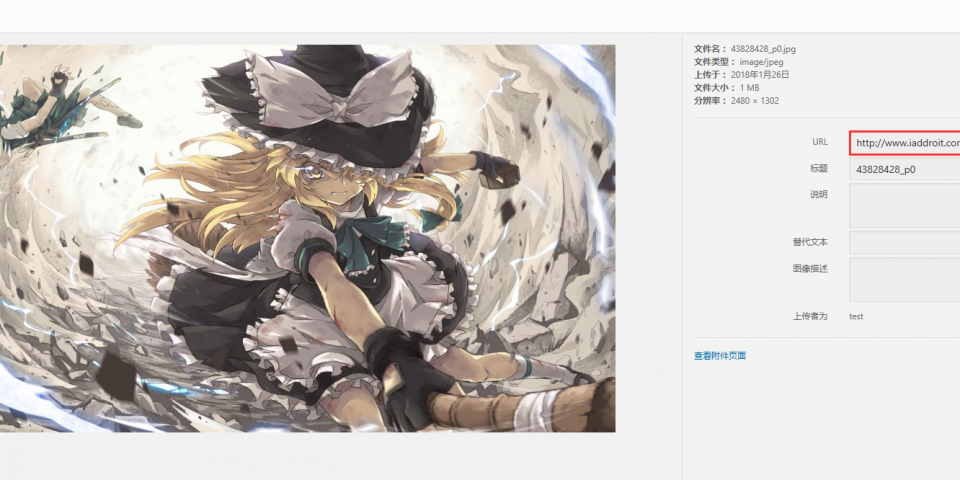 文件名： 43828428_p0.jpg
文件类型： image/jpeg
上传于： 2018年1月26日
文件大小： 1 MB
分辨率： 2480 × 1302
URL http://www.iaddroit.com
标题 43828428_p0
说明
替代文本
图像描述
上传者为 test
查看附件页面